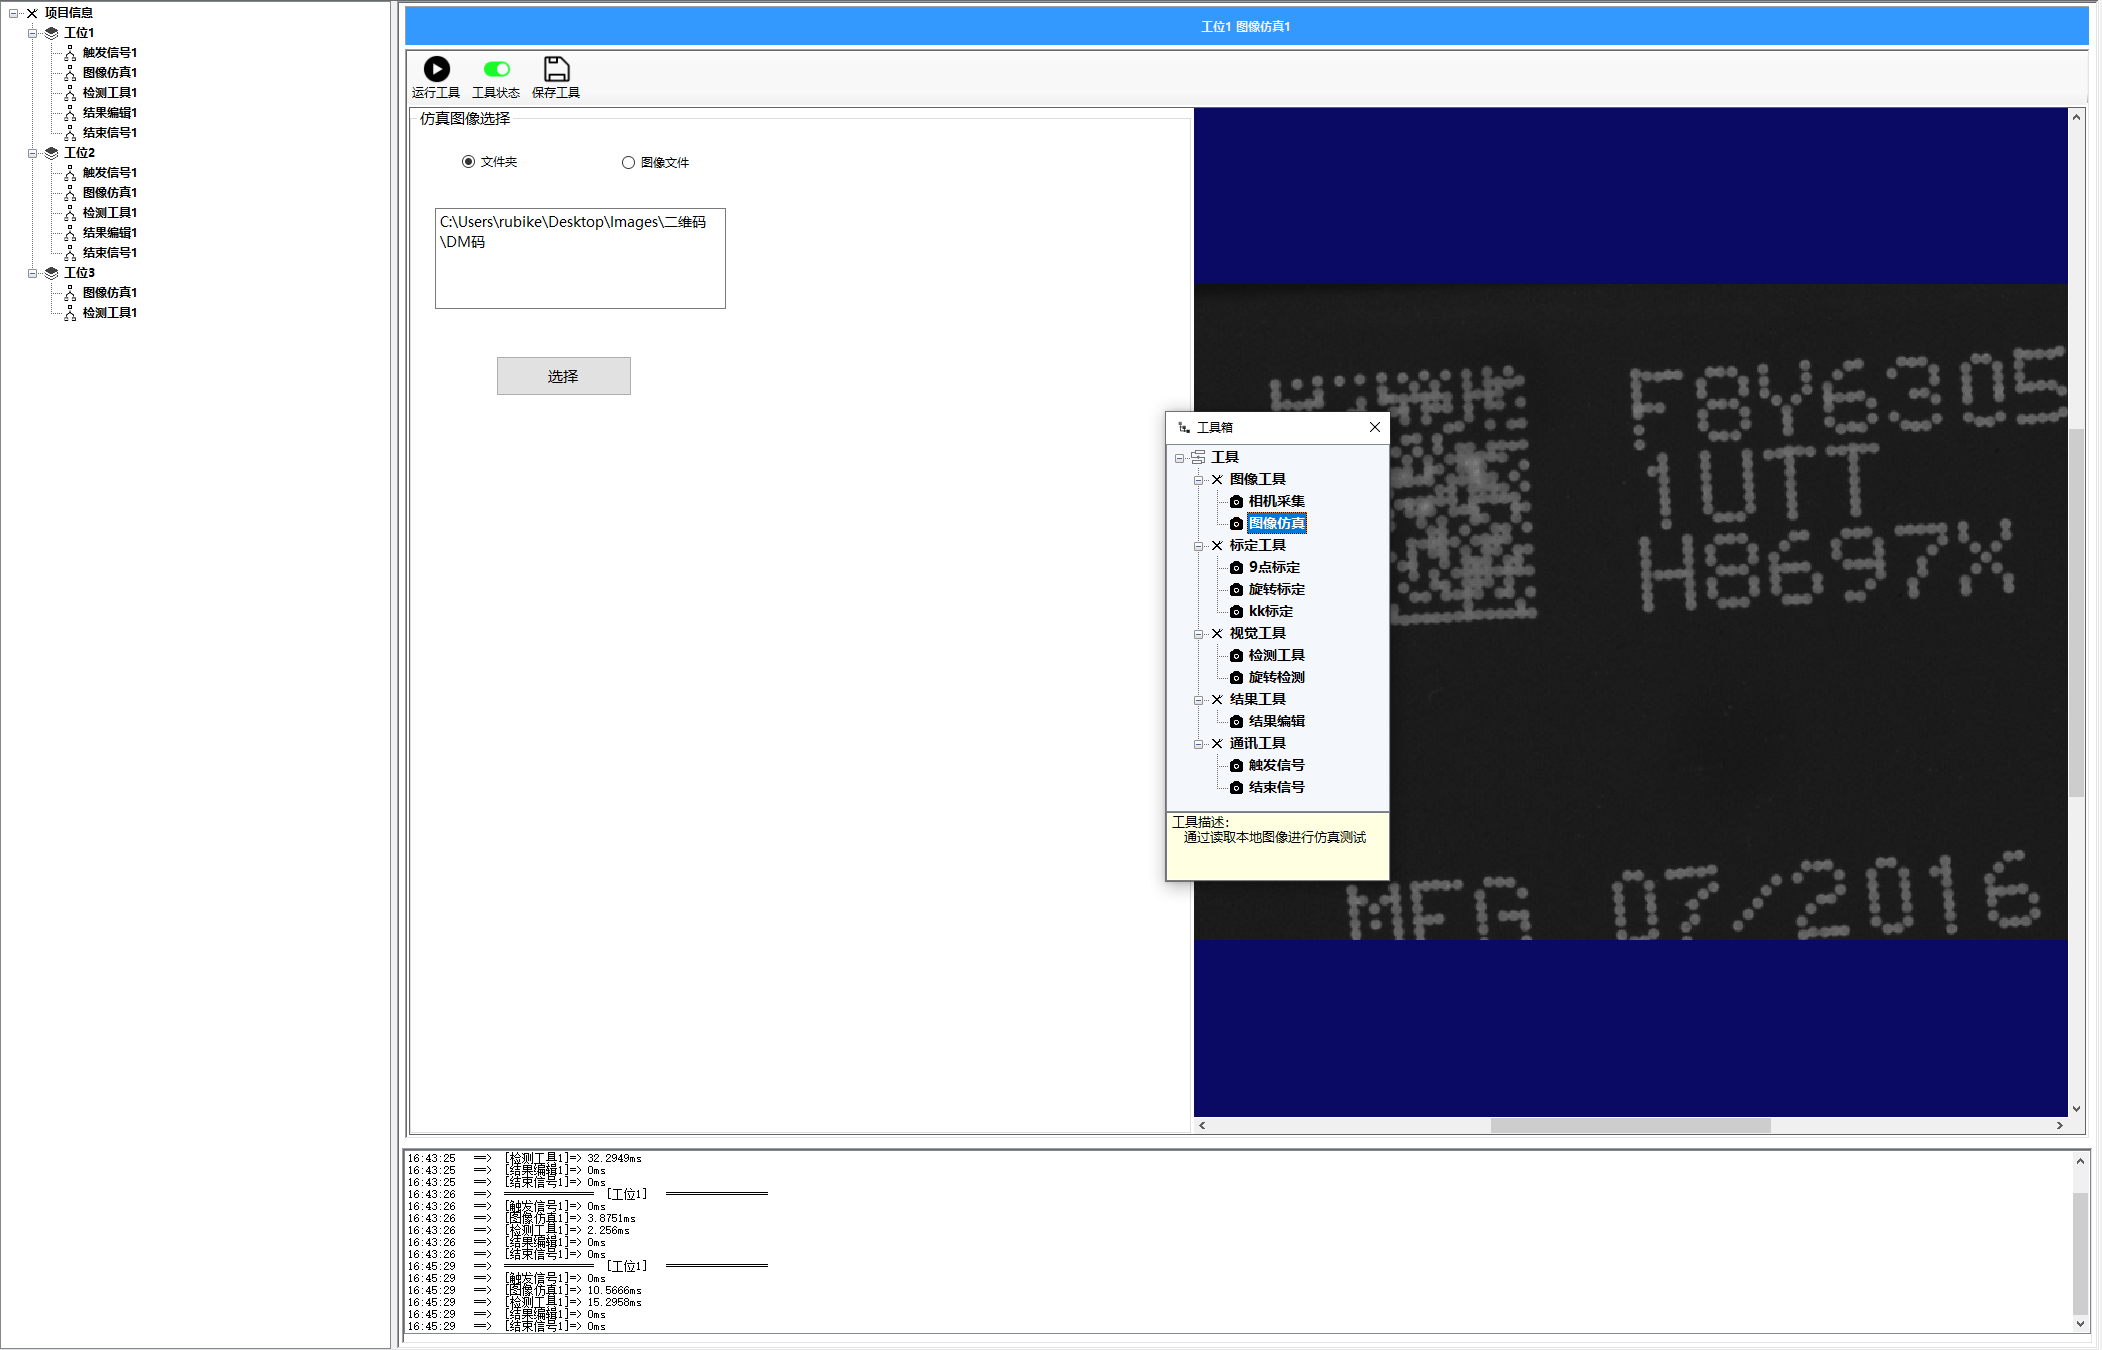 项目信息
工位1
触发信号1
图像仿真1
检测工具1
结果编辑1
结束信号1
工位2
触发信号1
图像仿真1
检测工具1
结果编辑1
结束信号1
工位3
图像仿真1
检测工具1
工位1 图像仿真1
运行工具 工具状态 保存工具
仿真图像选择
文件夹 图像文件
C:\Users\rubike\Desktop\Images\二维码
\DM码
选择
F8Y6305
10TT
H8697X
MFG 07/2016
工具箱
工具
图像工具
相机采集
图像仿真
标定工具
9点标定
旋转标定
kk标定
视觉工具
检测工具
旋转检测
结果工具
结果编辑
通讯工具
触发信号
结束信号
工具描述:
通过读取本地图像进行仿真测试
16:43:25 ==> [检测工具1]=> 32.2949ms
16:43:25 ==> [结果编辑1]=> 0ms
16:43:25 ==> [结束信号1]=> 0ms
16:43:26 ==> ============== [工位1] ==============
16:43:26 ==> [触发信号1]=> 0ms
16:43:26 ==> [图像仿真1]=> 3.8751ms
16:43:26 ==> [检测工具1]=> 2.256ms
16:43:26 ==> [结果编辑1]=> 0ms
16:43:26 ==> [结束信号1]=> 0ms
16:45:29 ==> ============== [工位1] ==============
16:45:29 ==> [触发信号1]=> 0ms
16:45:29 ==> [图像仿真1]=> 10.5666ms
16:45:29 ==> [检测工具1]=> 15.2958ms
16:45:29 ==> [结果编辑1]=> 0ms
16:45:29 ==> [结束信号1]=> 0ms